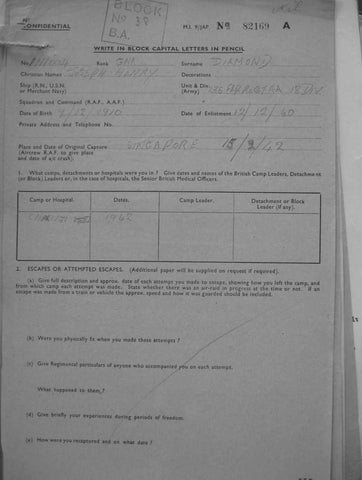 BLOCK
Nº 39
B.A.
CONFIDENTIAL
M.I. 9/JAP. Nº 82169 A
WRITE IN BLOCK CAPITAL LETTERS IN PENCIL
No. Rank GNR Surname DIAMOND
Christian Names JOSEPH HENRY Decorations
Ship (R.N., U.S.N. or Merchant Navy) Unit & Div: (Army) 18 DIV
Squadron and Command (R.A.F., A.A.F.)
Date of Birth 1910 Date of Enlistment 12/12/40
Private Address and Telephone No.
Place and Date of Original Capture SINGAPORE 15/2/42
(Aircrew R.A.F. to give place
and date of a/c crash).
1. What camps, detachments or hospitals were you in? Give dates and names of the British Camp Leaders, Detachment
(or Block) Leaders or, in the case of hospitals, the Senior British Medical Officers.
Camp or Hospital. Dates. Camp Leader. Detachment or Block Leader (if any).
CHANGI 1942
2. ESCAPES OR ATTEMPTED ESCAPES. (Additional paper will be supplied on request if required).
(a) Give full description and approx. date of each attempt you made to escape, showing how you left the camp, and
from which camp each attempt was made. State whether there was an air-raid in progress at the time or not. If an
escape was made from a train or vehicle the approx. speed and how it was guarded should be included.
(b) Were you physically fit when you made these attempts?
(c) Give Regimental particulars of anyone who accompanied you on each attempt.
What happened to them?
(d) Give briefly your experiences during periods of freedom.
(e) How were you recaptured and on what date?